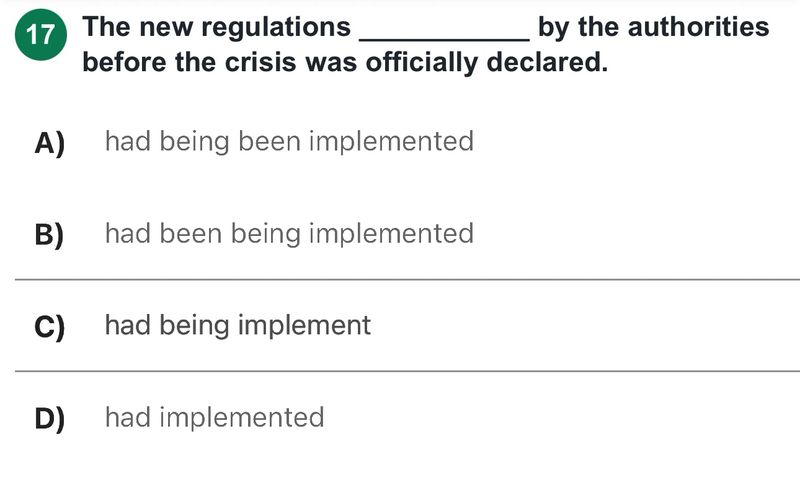 17 The new regulations ____________ by the authorities
before the crisis was officially declared.
A) had being been implemented
B) had been being implemented
C) had being implement
D) had implemented